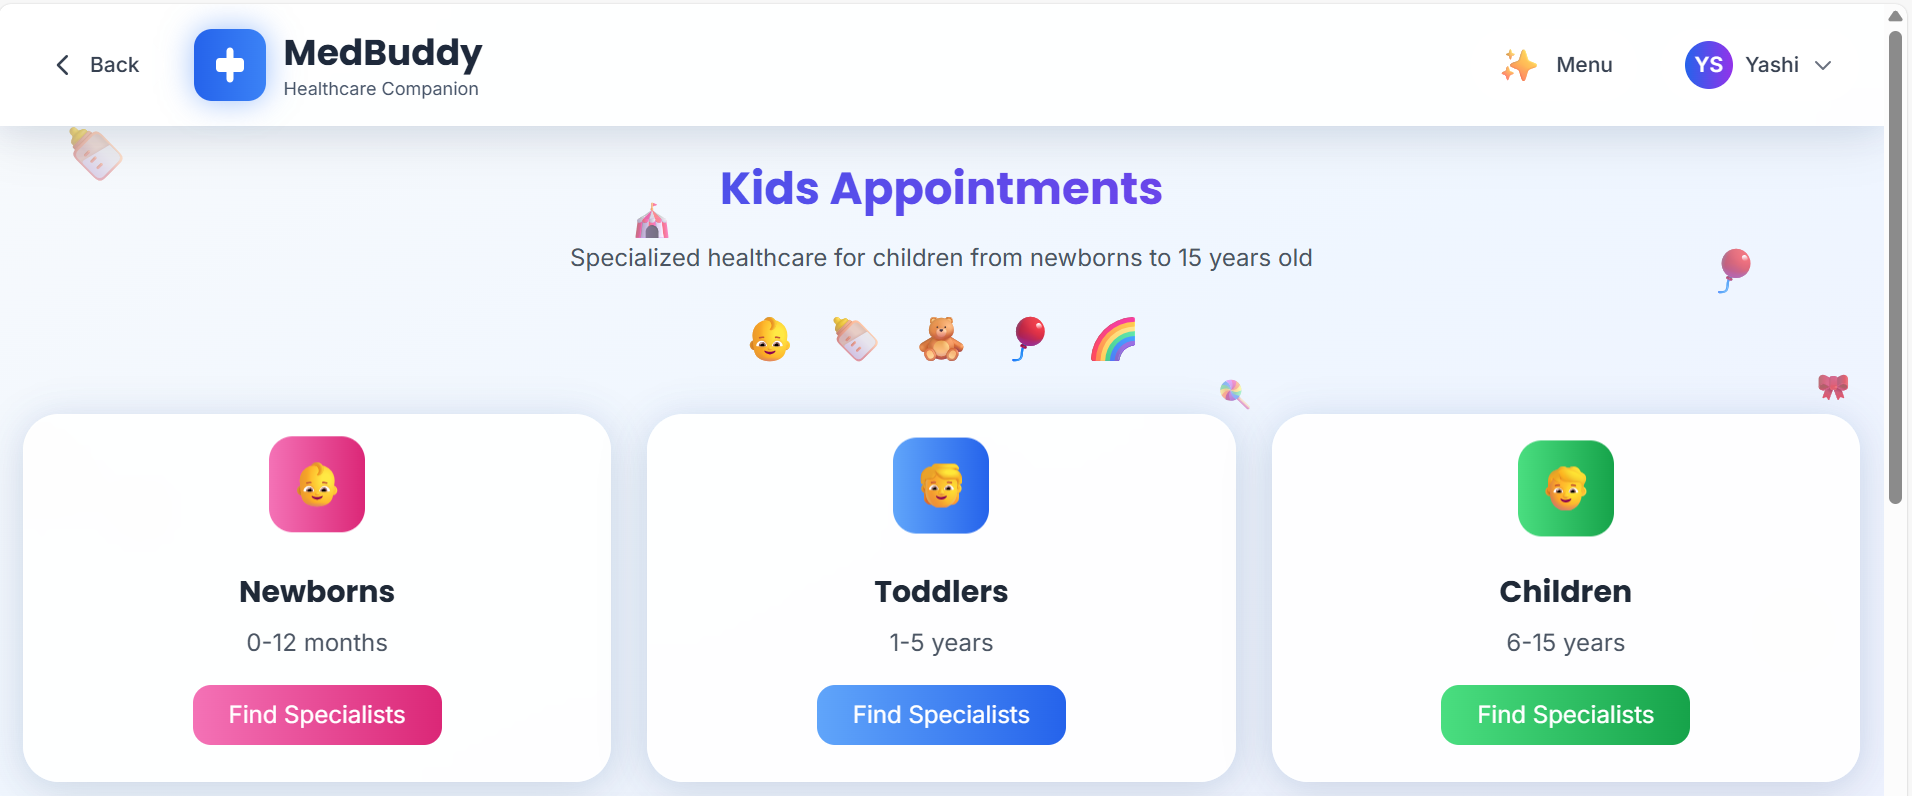 Back
MedBuddy
Healthcare Companion
Menu
YS
Yashi
Kids Appointments
Specialized healthcare for children from newborns to 15 years old
Newborns
0-12 months
Find Specialists
Toddlers
1-5 years
Find Specialists
Children
6-15 years
Find Specialists